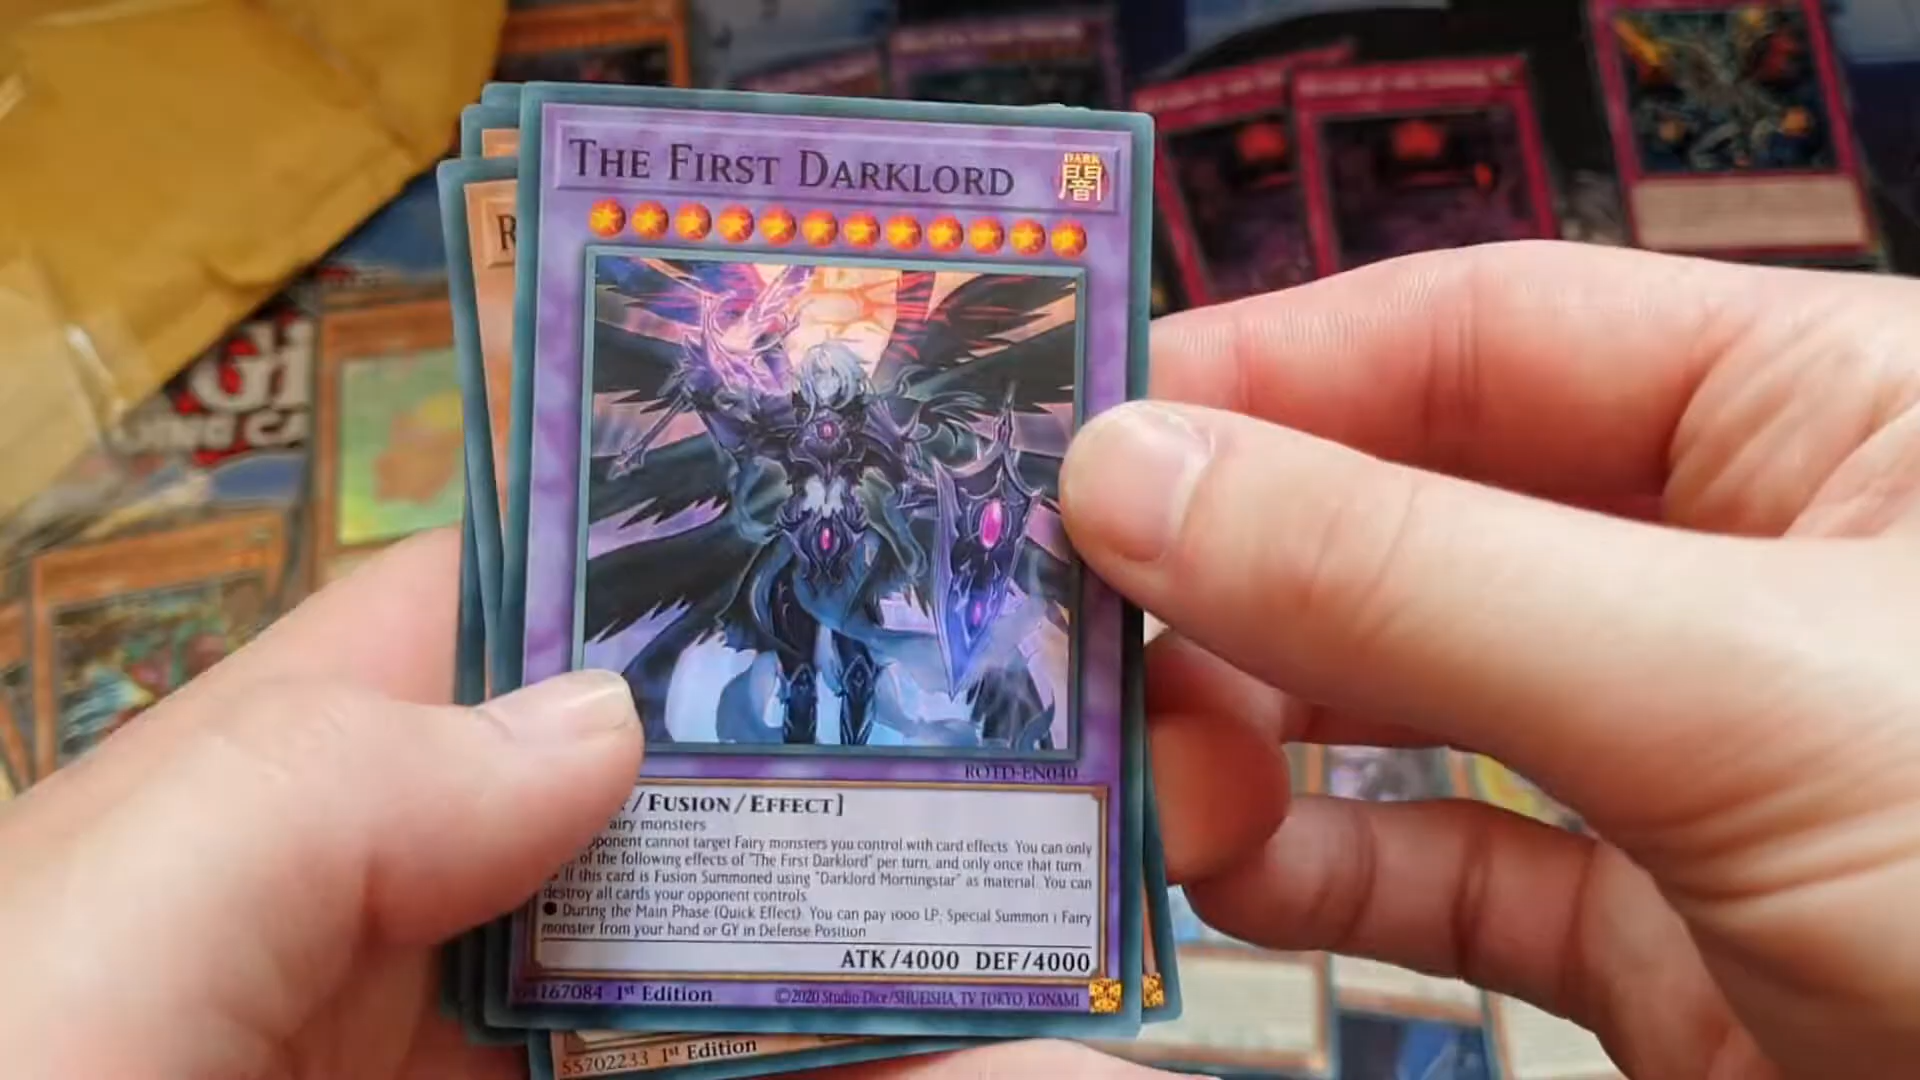 THE FIRST DARKLORD
DARK
闇
R
ROTD-EN040
/FUSION/EFFECT]
airy monsters
pponent cannot target Fairy monsters you control with card effects. You can only
of the following effects of "The First Darklord" per turn, and only once that turn.
If this card is Fusion Summoned using "Darklord Morningstar" as material: You can
destroy all cards your opponent controls.
● During the Main Phase (Quick Effect): You can pay 1000 LP; Special Summon 1 Fairy
monster from your hand or GY in Defense Position
ATK/4000 DEF/4000
167084 1st Edition
©2020 Studio Dice/SHUEISHA, TV TOKYO, KONAMI
55702233 1st Edition